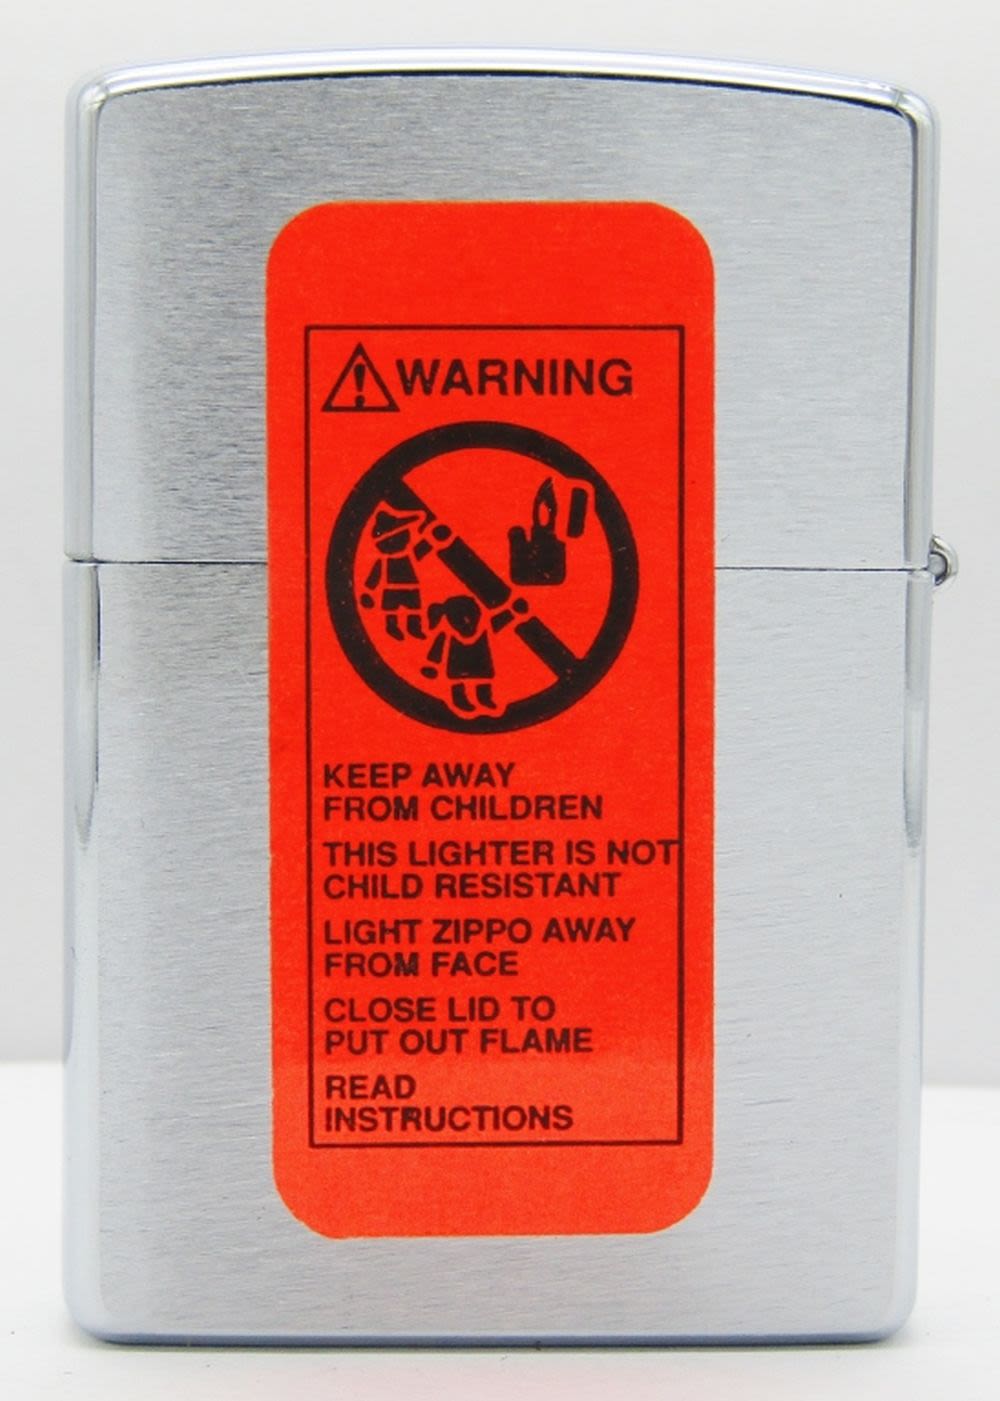 WARNING
KEEP AWAY
FROM CHILDREN
THIS LIGHTER IS NOT
CHILD RESISTANT
LIGHT ZIPPO AWAY
FROM FACE
CLOSE LID TO
PUT OUT FLAME
READ
INSTRUCTIONS